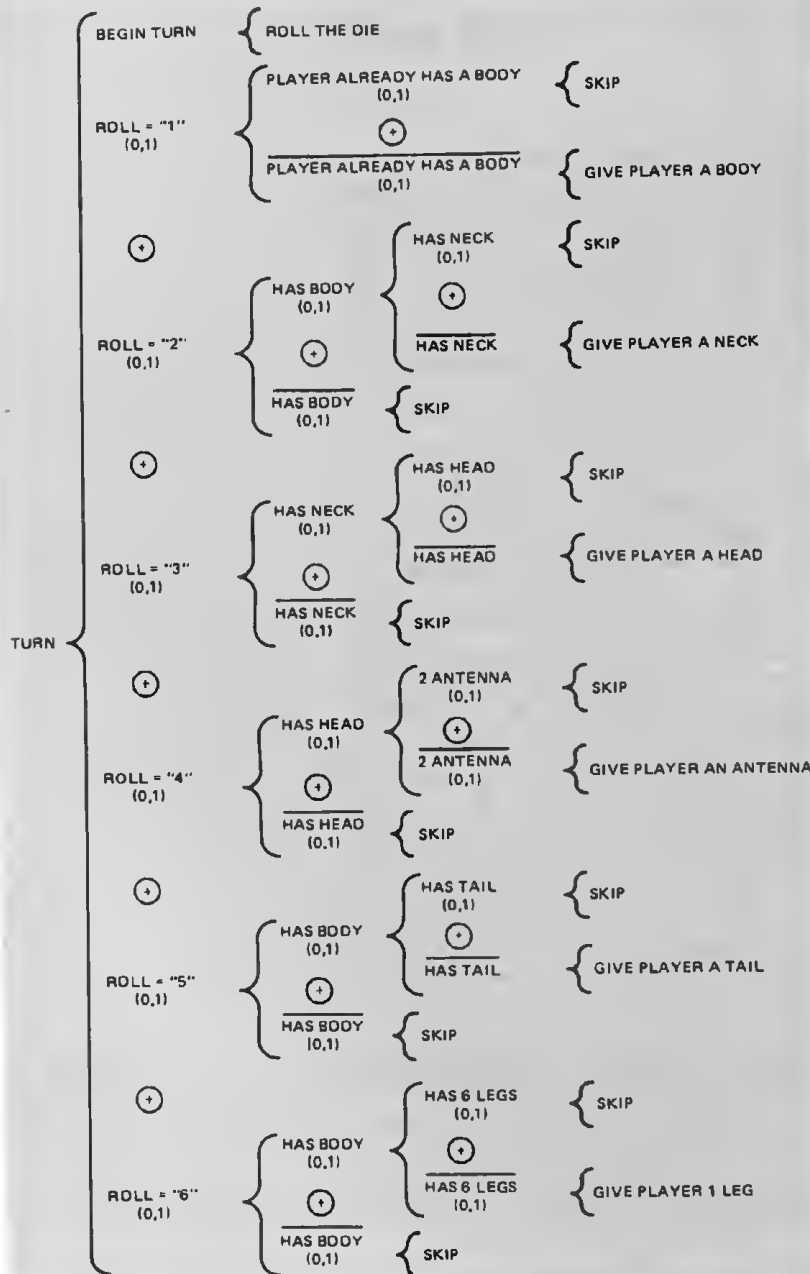 BEGIN TURN
ROLL THE DIE
ROLL = "1"
(0,1)
PLAYER ALREADY HAS A BODY
(0,1)
SKIP
+
PLAYER ALREADY HAS A BODY
(0,1)
GIVE PLAYER A BODY
+
ROLL = "2"
(0,1)
HAS BODY
(0,1)
HAS NECK
(0,1)
SKIP
+
HAS NECK
GIVE PLAYER A NECK
+
HAS BODY
(0,1)
SKIP
+
ROLL = "3"
(0,1)
HAS NECK
(0,1)
HAS HEAD
(0,1)
SKIP
+
HAS HEAD
GIVE PLAYER A HEAD
+
HAS NECK
(0,1)
SKIP
TURN
+
ROLL = "4"
(0,1)
HAS HEAD
(0,1)
2 ANTENNA
(0,1)
SKIP
+
2 ANTENNA
(0,1)
GIVE PLAYER AN ANTENNA
+
HAS HEAD
(0,1)
SKIP
+
ROLL = "5"
(0,1)
HAS BODY
(0,1)
HAS TAIL
(0,1)
SKIP
+
HAS TAIL
GIVE PLAYER A TAIL
+
HAS BODY
(0,1)
SKIP
+
ROLL = "6"
(0,1)
HAS BODY
(0,1)
HAS 6 LEGS
(0,1)
SKIP
+
HAS 6 LEGS
(0,1)
GIVE PLAYER 1 LEG
+
HAS BODY
(0,1)
SKIP